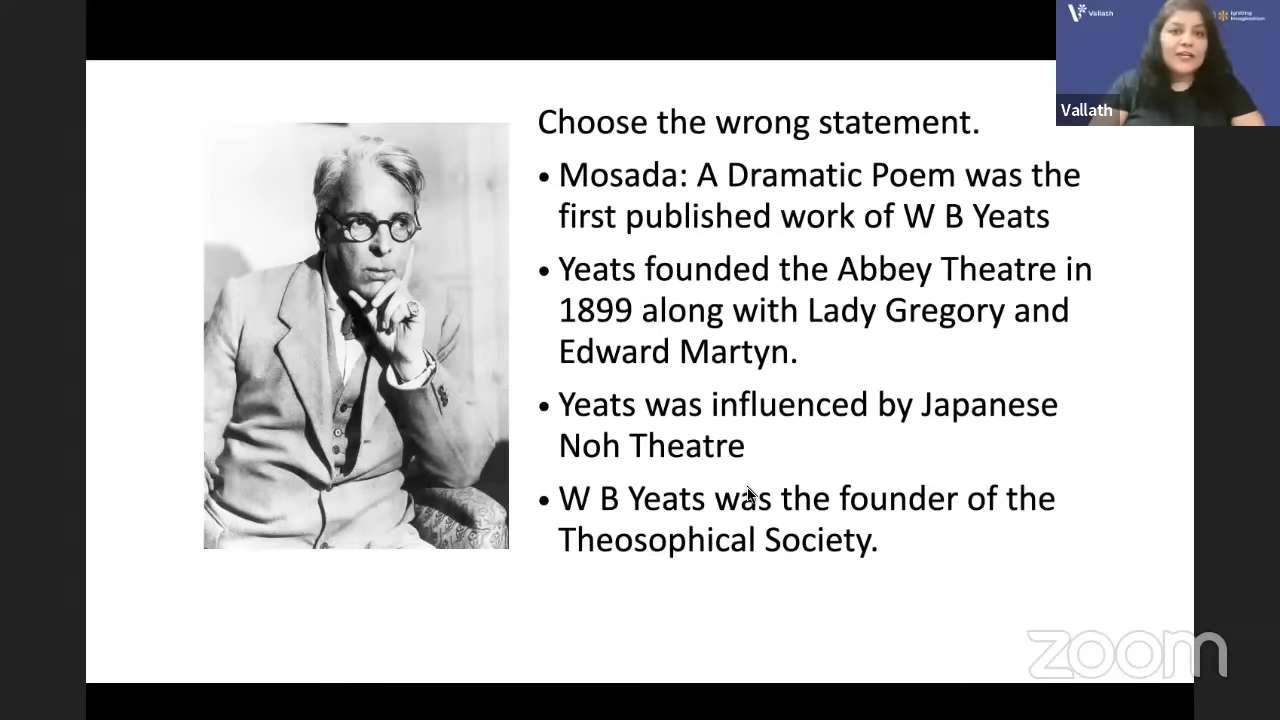 Vallath
Igniting
Imagination
Vallath
Choose the wrong statement.
• Mosada: A Dramatic Poem was the
first published work of W B Yeats
• Yeats founded the Abbey Theatre in
1899 along with Lady Gregory and
Edward Martyn.
• Yeats was influenced by Japanese
Noh Theatre
• W B Yeats was the founder of the
Theosophical Society.
zoom